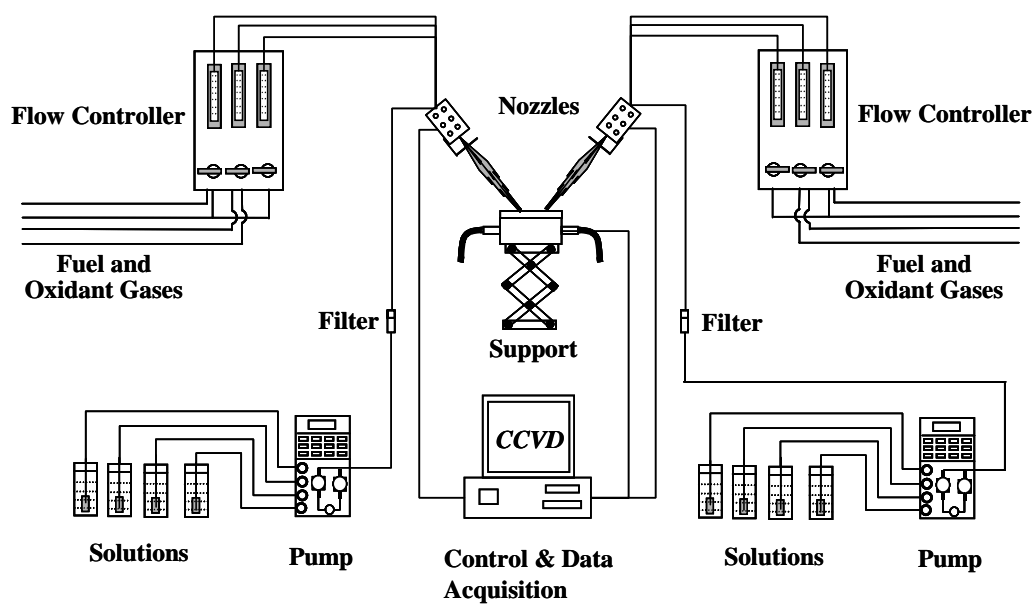 Flow Controller
Nozzles
Flow Controller
Fuel and
Oxidant Gases
Fuel and
Oxidant Gases
Filter
Filter
Support
CCVD
Solutions
Pump
Control & Data
Acquisition
Solutions
Pump